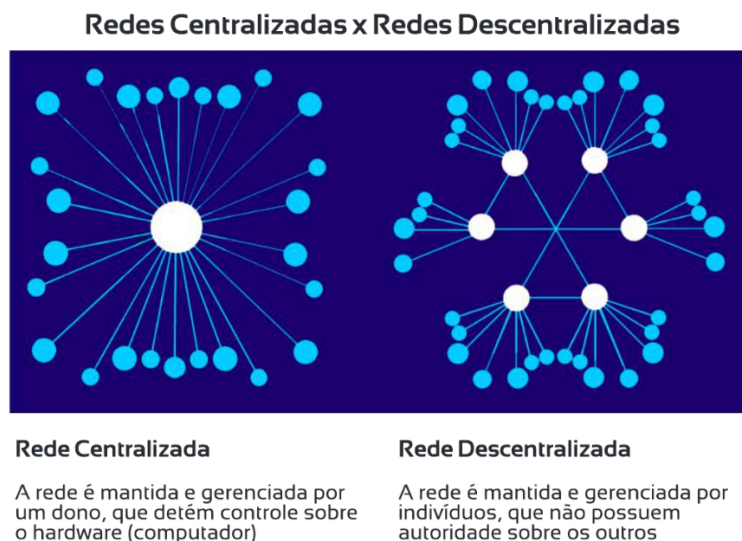 Redes Centralizadas x Redes Descentralizadas
Rede Centralizada
A rede é mantida e gerenciada por
um dono, que detém controle sobre
o hardware (computador)
Rede Descentralizada
A rede é mantida e gerenciada por
indivíduos, que não possuem
autoridade sobre os outros